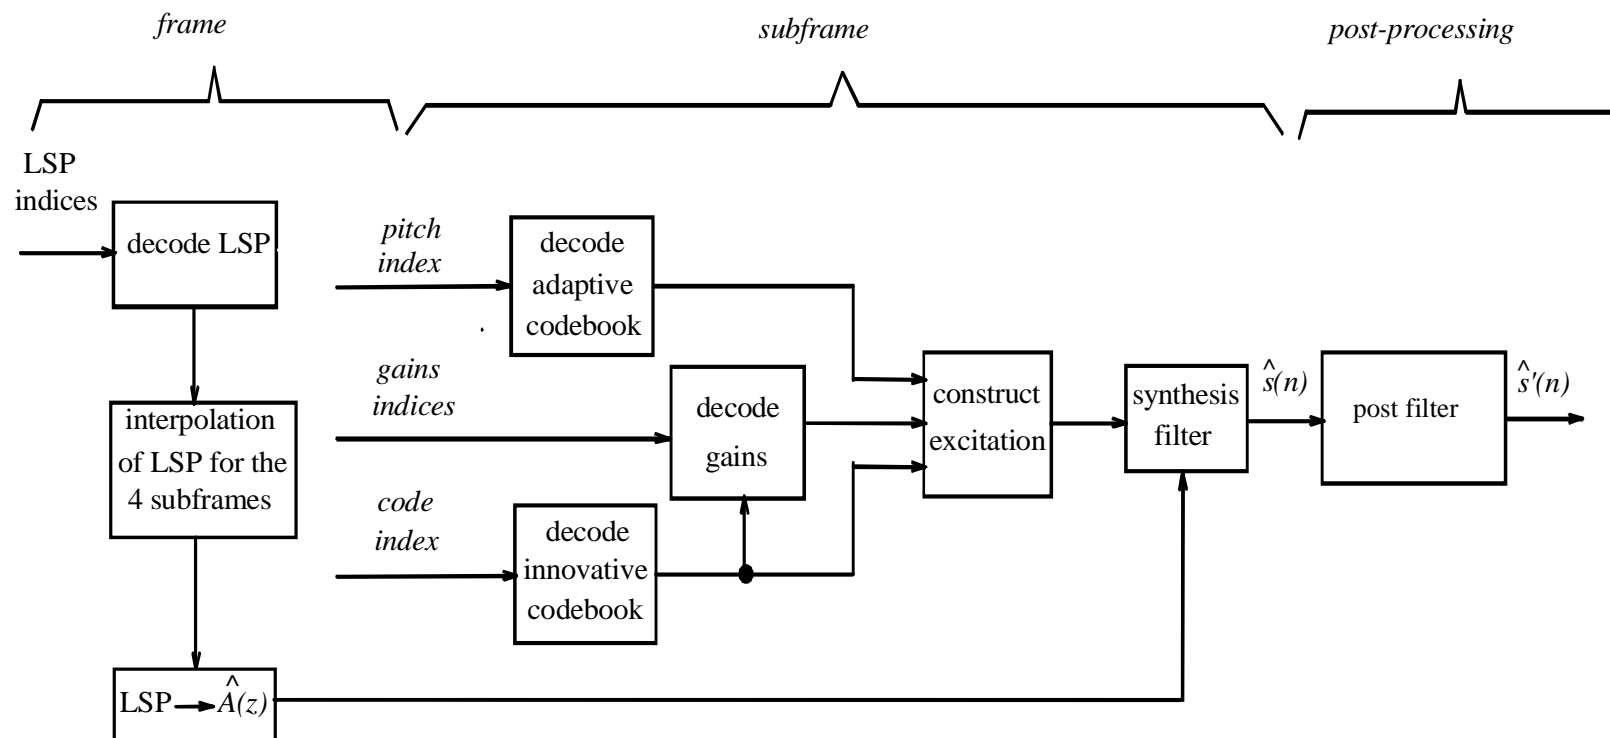 frame
subframe
post-processing
LSP
indices
decode LSP
interpolation
of LSP for the
4 subframes
LSP → Â(z)
pitch
index
decode
adaptive
codebook
gains
indices
decode
gains
code
index
decode
innovative
codebook
construct
excitation
synthesis
filter
ŝ(n)
post filter
ŝ'(n)